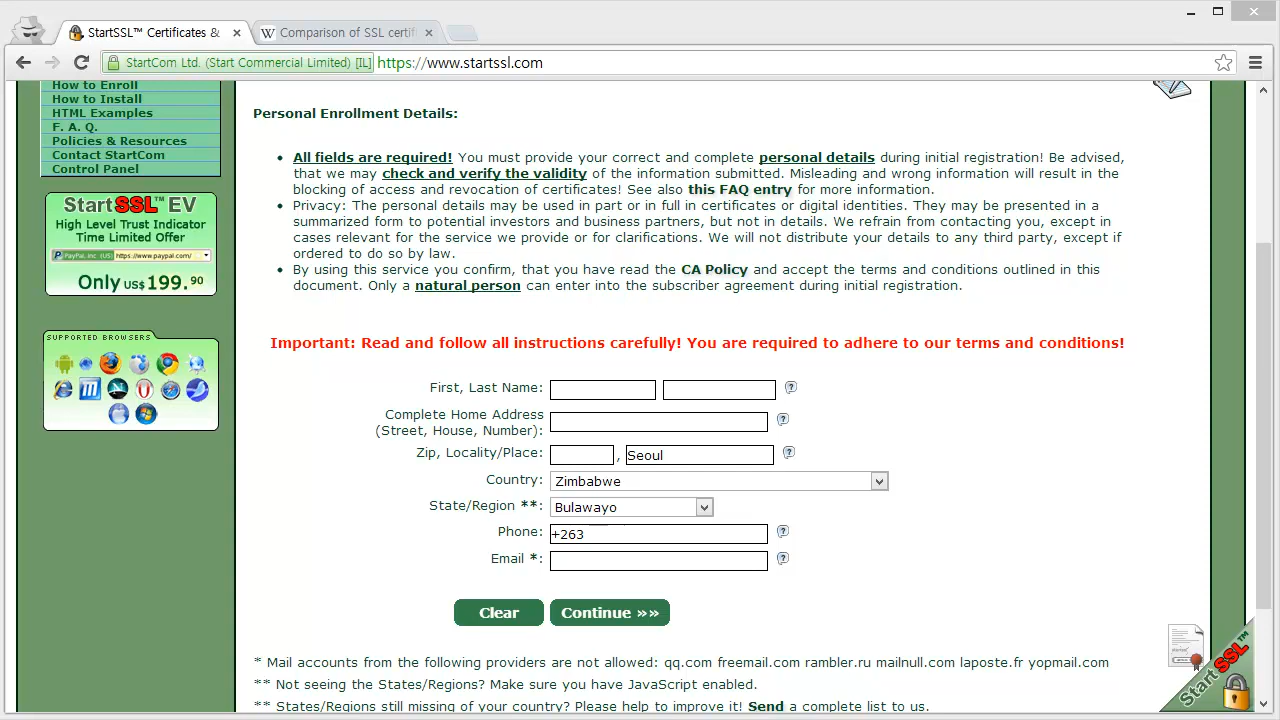 StartSSL™ Certificates &
Comparison of SSL certif
StartCom Ltd. (Start Commercial Limited) [IL] https://www.startssl.com
How to Enroll
How to Install
HTML Examples
F. A. Q.
Policies & Resources
Contact StartCom
Control Panel
StartSSL™ EV
High Level Trust Indicator
Time Limited Offer
PayPal, Inc. (US) https://www.paypal.com/
Only US$ 199.90
SUPPORTED BROWSERS
Personal Enrollment Details:
All fields are required! You must provide your correct and complete personal details during initial registration! Be advised,
that we may check and verify the validity of the information submitted. Misleading and wrong information will result in the
blocking of access and revocation of certificates! See also this FAQ entry for more information.
Privacy: The personal details may be used in part or in full in certificates or digital identities. They may be presented in a
summarized form to potential investors and business partners, but not in details. We refrain from contacting you, except in
cases relevant for the service we provide or for clarifications. We will not distribute your details to any third party, except if
ordered to do so by law.
By using this service you confirm, that you have read the CA Policy and accept the terms and conditions outlined in this
document. Only a natural person can enter into the subscriber agreement during initial registration.
Important: Read and follow all instructions carefully! You are required to adhere to our terms and conditions!
First, Last Name:
Complete Home Address
(Street, House, Number):
Zip, Locality/Place: , Seoul
Country: Zimbabwe
State/Region **: Bulawayo
Phone: +263
Email *:
Clear Continue »»
* Mail accounts from the following providers are not allowed: qq.com freemail.com rambler.ru mailnull.com laposte.fr yopmail.com
** Not seeing the States/Regions? Make sure you have JavaScript enabled.
** States/Regions still missing of your country? Please help to improve it! Send a complete list to us.
StartSSL™